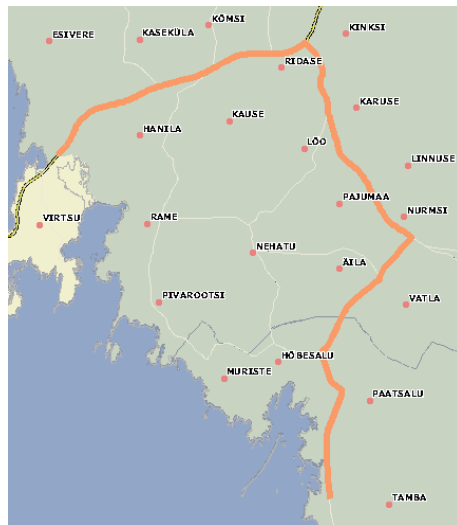 KÕMSI
KINKSI
ESIVERE
KASEKÜLA
RIDASE
KARUSE
KAUSE
HANILA
LÕO
LINNUSE
PAJUMAA
NURMSI
RAME
VIRTSU
NEHATU
ÄILA
PIVAROOTSI
VATLA
HÕBESALU
MURISTE
PAATSALU
TAMBA